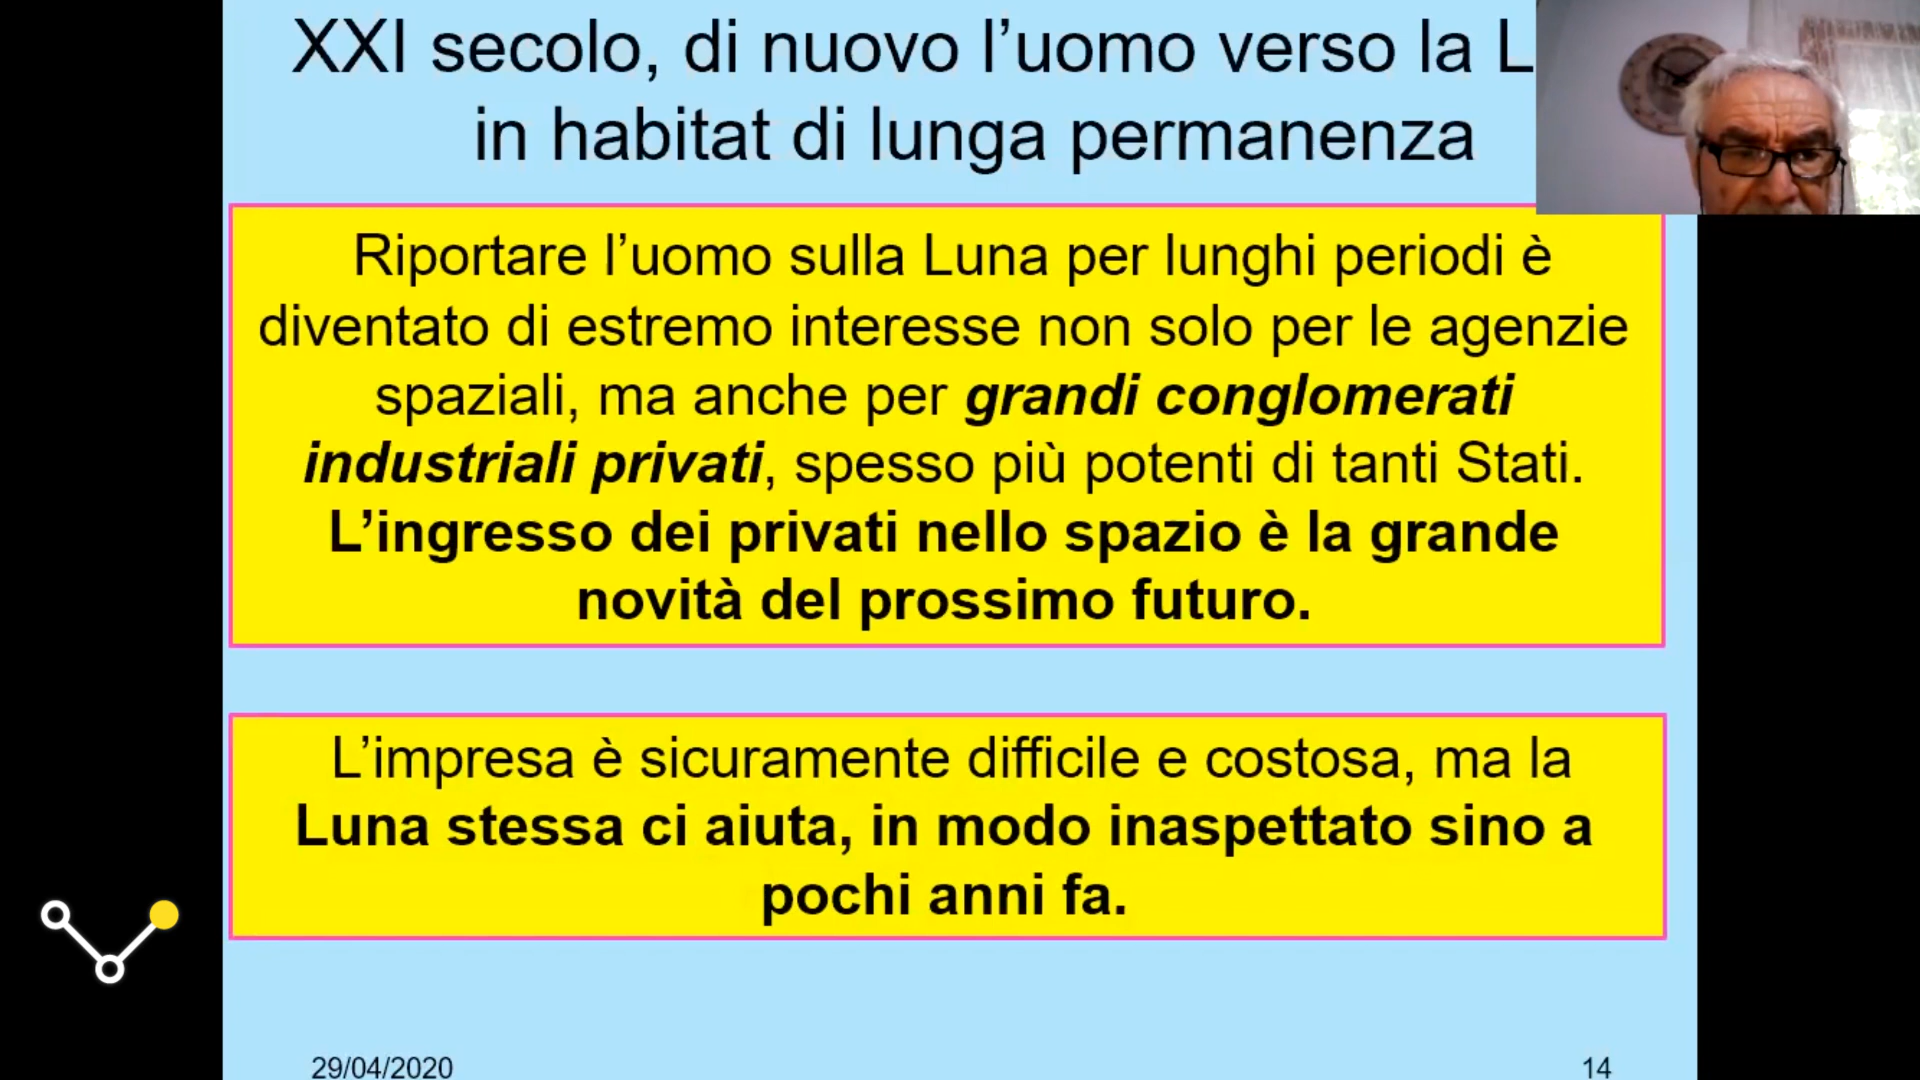 XXI secolo, di nuovo l’uomo verso la L
in habitat di lunga permanenza
Riportare l’uomo sulla Luna per lunghi periodi è
diventato di estremo interesse non solo per le agenzie
spaziali, ma anche per grandi conglomerati
industriali privati, spesso più potenti di tanti Stati.
L’ingresso dei privati nello spazio è la grande
novità del prossimo futuro.
L’impresa è sicuramente difficile e costosa, ma la
Luna stessa ci aiuta, in modo inaspettato sino a
pochi anni fa.
29/04/2020
14